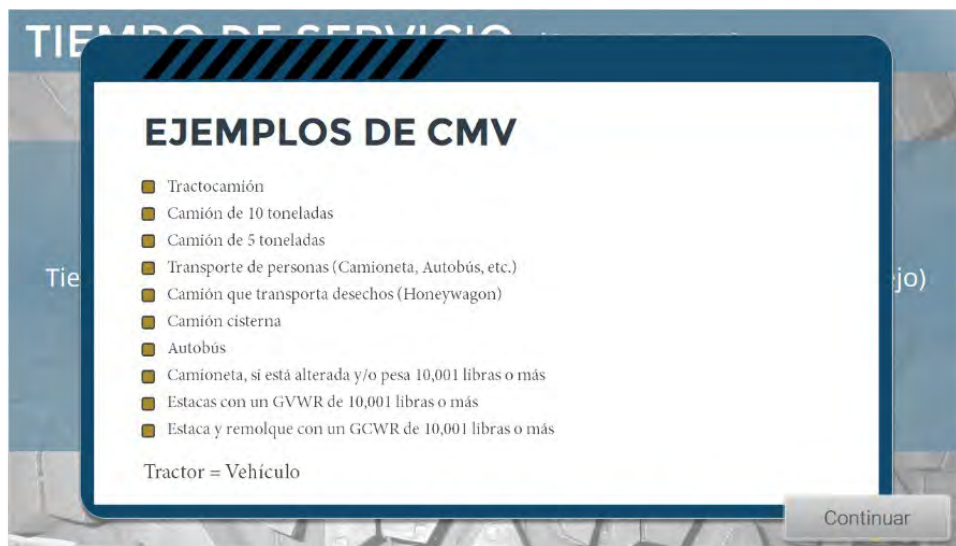 TIE
EJEMPLOS DE CMV
Tractocamión
Camión de 10 toneladas
Camión de 5 toneladas
Transporte de personas (Camioneta, Autobús, etc.)
Camión que transporta desechos (Honeywagon)
Camión cisterna
Autobús
Camioneta, si está alterada y/o pesa 10,001 libras o más
Estacas con un GVWR de 10,001 libras o más
Estaca y remolque con un GCWR de 10,001 libras o más
Tractor = Vehículo
Tie
jo)
Continuar